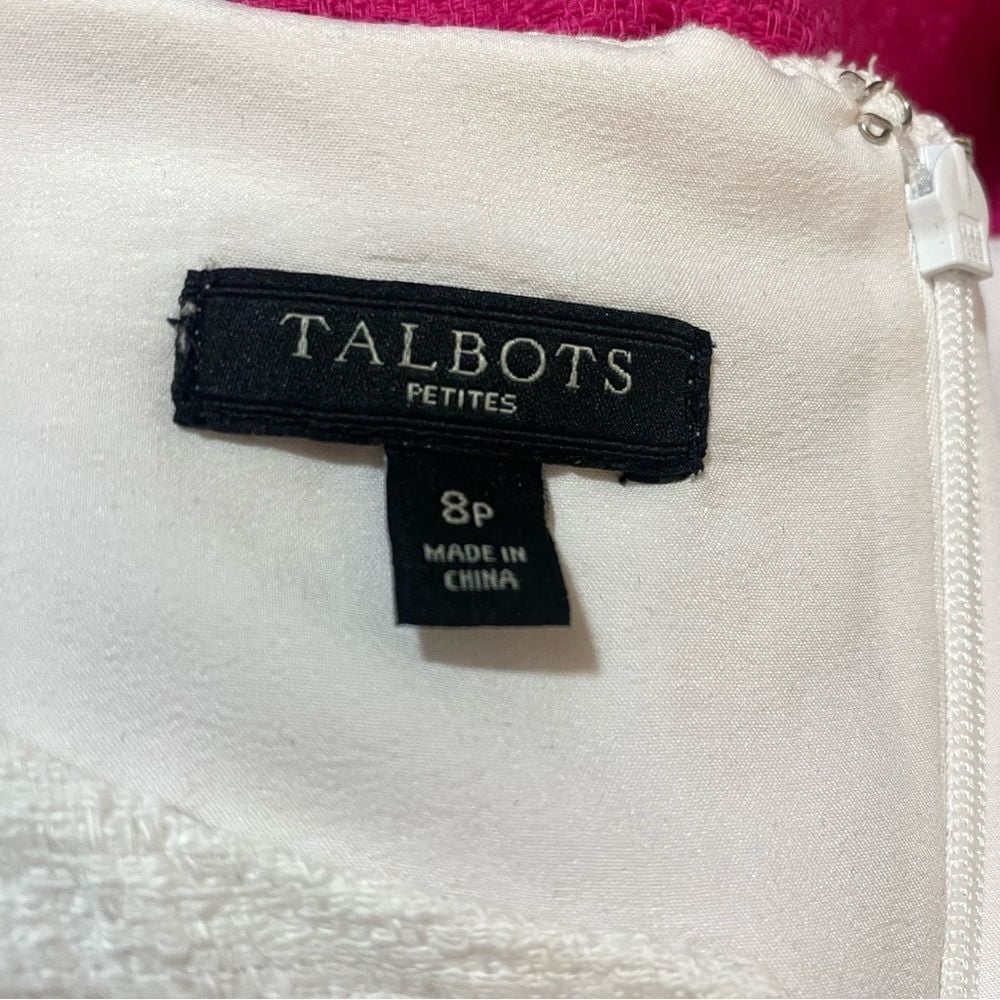 TALBOTS
PETITES
8P
MADE IN
CHINA